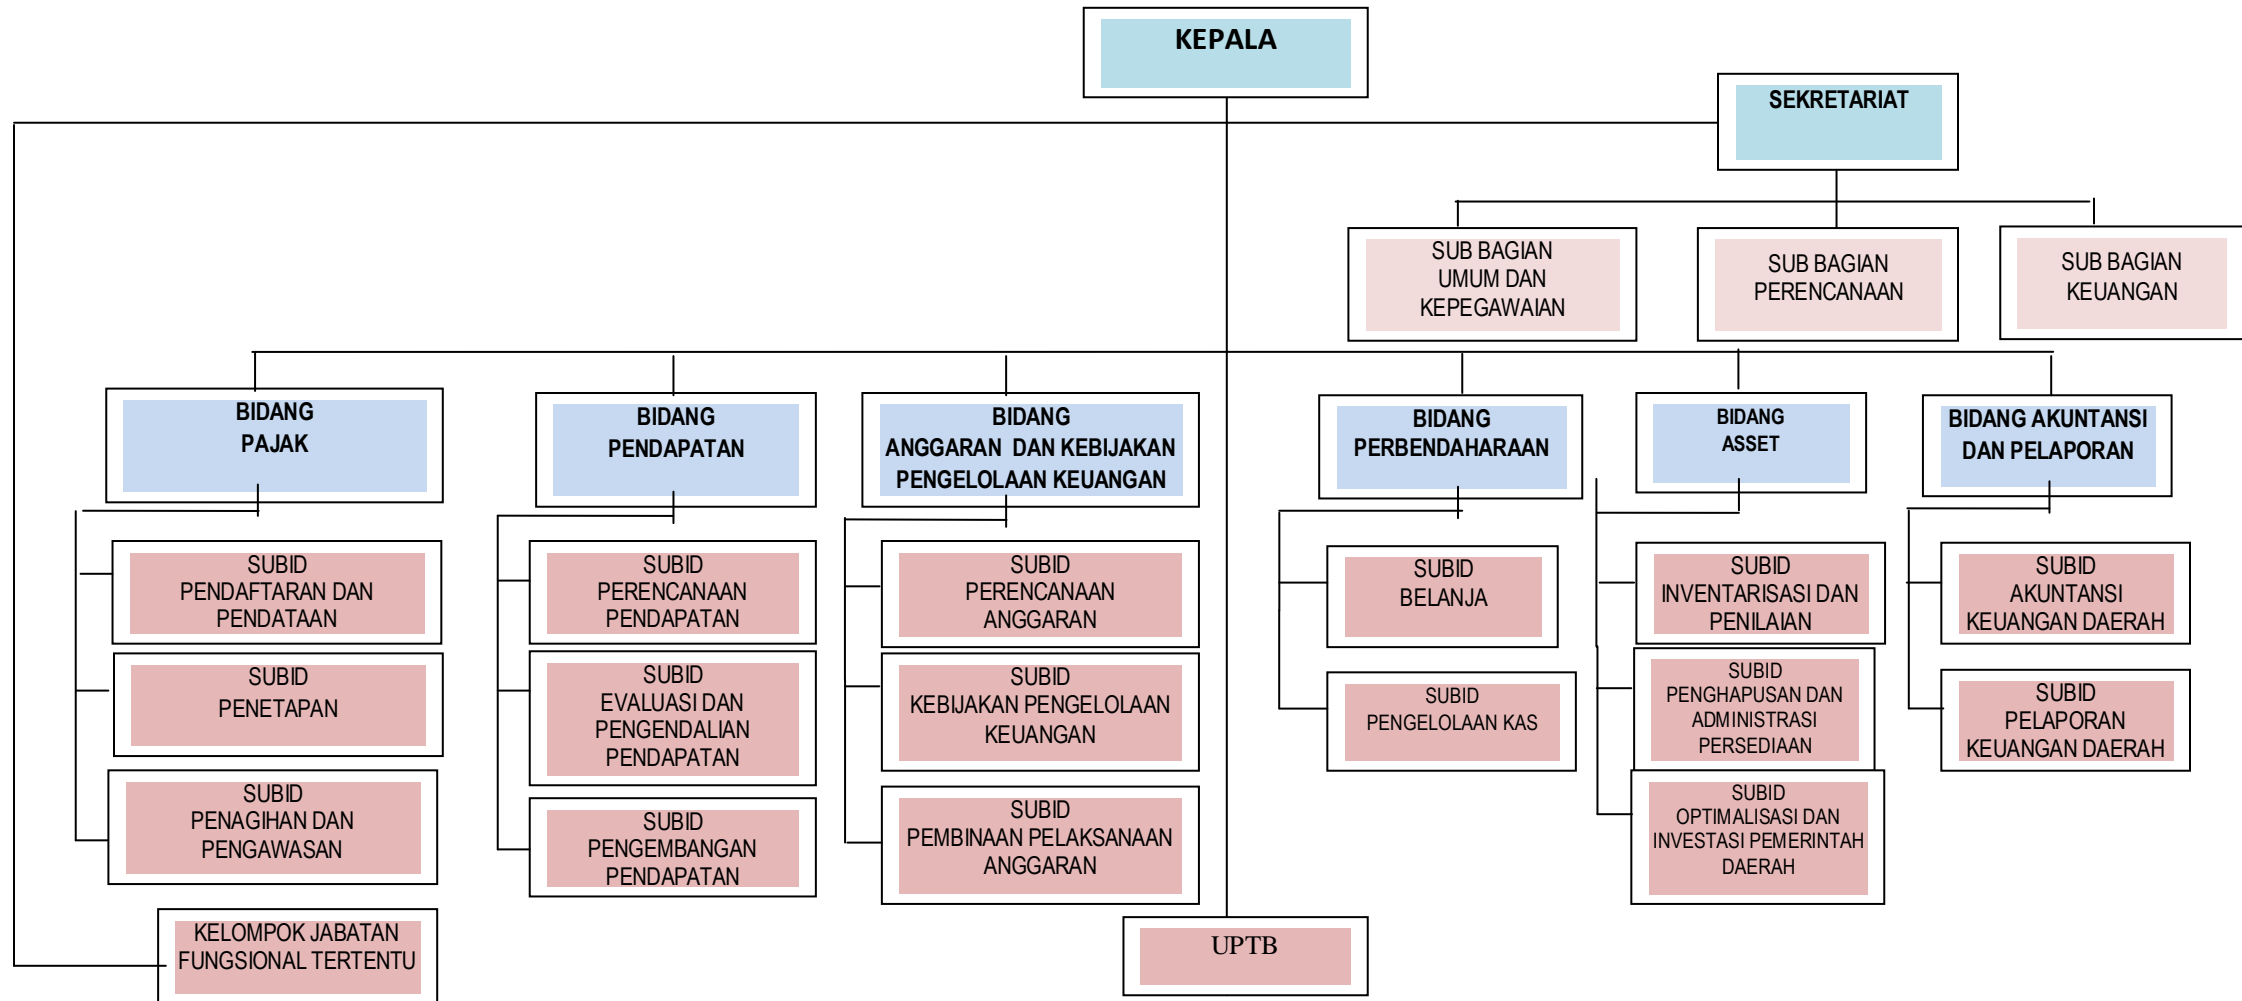 KEPALA
SEKRETARIAT
SUB BAGIAN
UMUM DAN
KEPEGAWAIAN
SUB BAGIAN
PERENCANAAN
SUB BAGIAN
KEUANGAN
BIDANG
PAJAK
BIDANG
PENDAPATAN
BIDANG
ANGGARAN DAN KEBIJAKAN
PENGELOLAAN KEUANGAN
BIDANG
PERBENDAHARAAN
BIDANG
ASSET
BIDANG AKUNTANSI
DAN PELAPORAN
SUBID
PENDAFTARAN DAN
PENDATAAN
SUBID
PENETAPAN
SUBID
PENAGIHAN DAN
PENGAWASAN
SUBID
PERENCANAAN
PENDAPATAN
SUBID
EVALUASI DAN
PENGENDALIAN
PENDAPATAN
SUBID
PENGEMBANGAN
PENDAPATAN
SUBID
PERENCANAAN
ANGGARAN
SUBID
KEBIJAKAN PENGELOLAAN
KEUANGAN
SUBID
PEMBINAAN PELAKSANAAN
ANGGARAN
SUBID
BELANJA
SUBID
PENGELOLAAN KAS
SUBID
INVENTARISASI DAN
PENILAIAN
SUBID
PENGHAPUSAN DAN
ADMINISTRASI
PERSEDIAAN
SUBID
OPTIMALISASI DAN
INVESTASI PEMERINTAH
DAERAH
SUBID
AKUNTANSI
KEUANGAN DAERAH
SUBID
PELAPORAN
KEUANGAN DAERAH
KELOMPOK JABATAN
FUNGSIONAL TERTENTU
UPTB